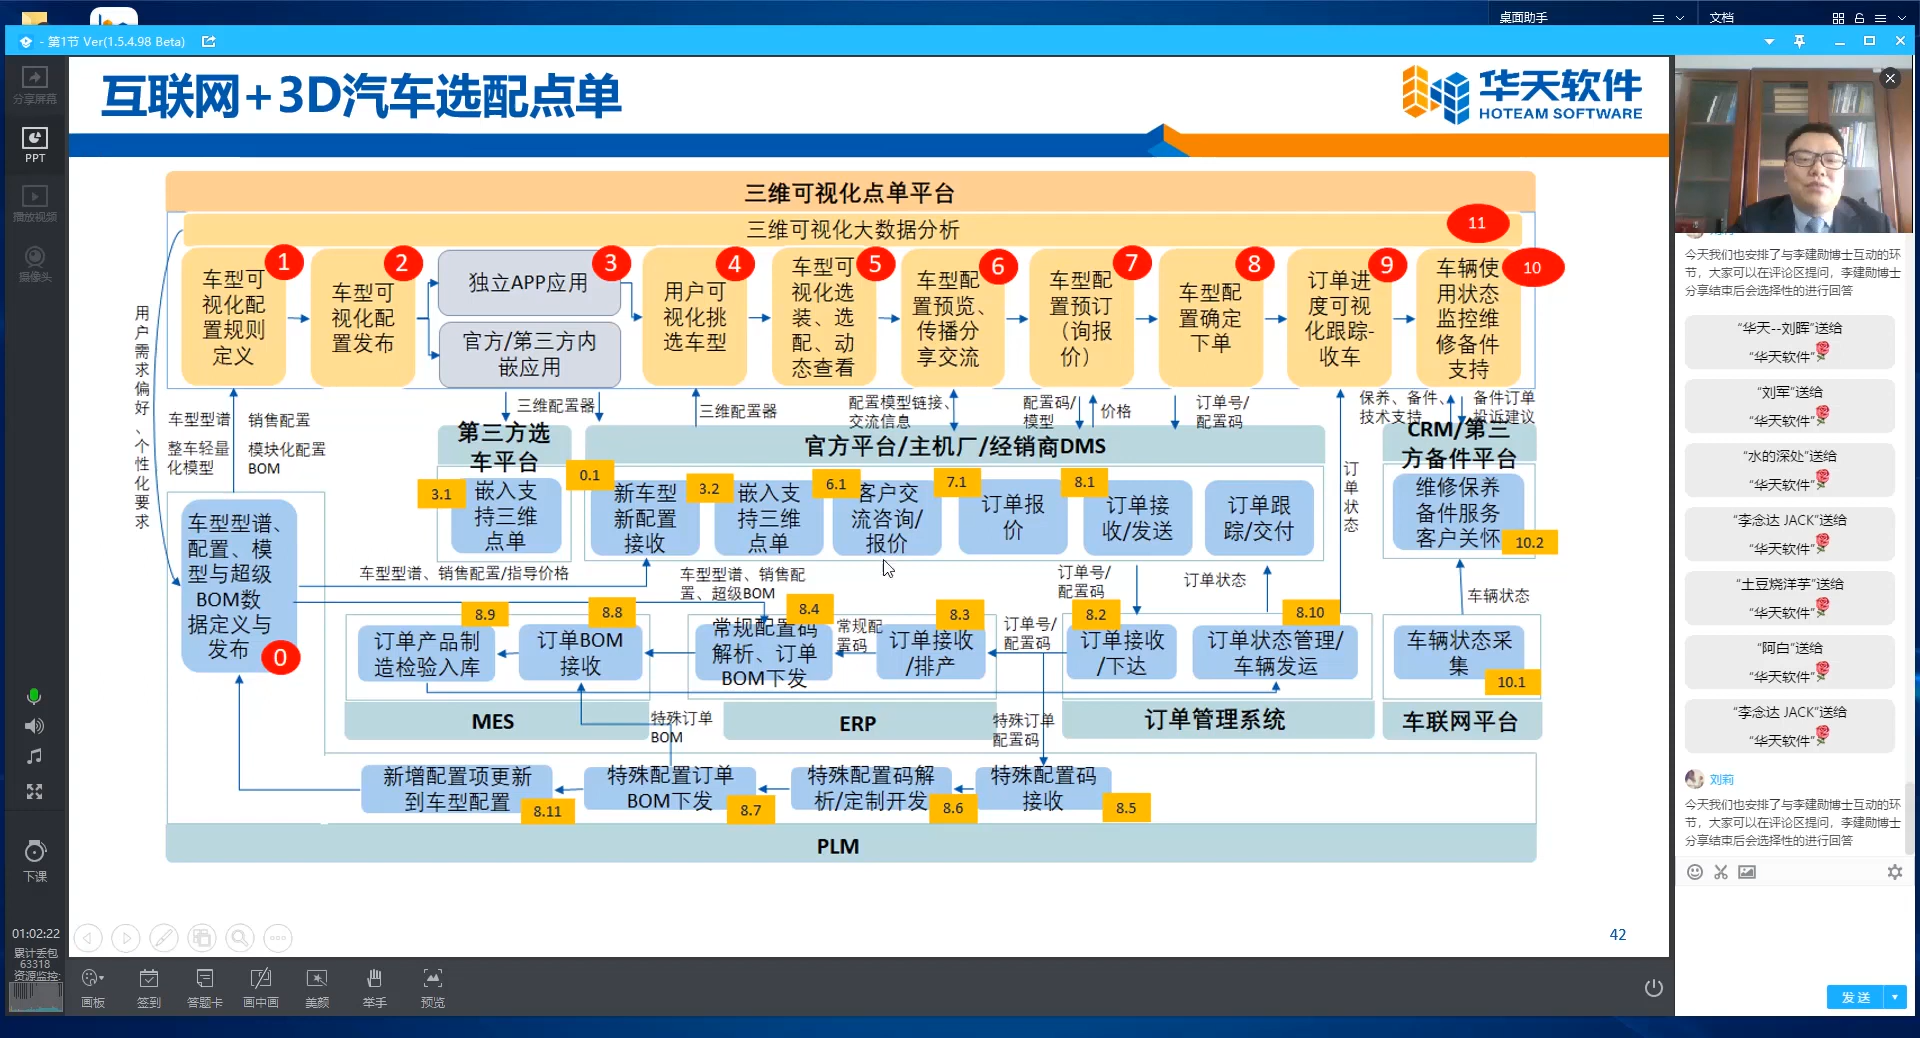 桌面助手
文档
- 第1节 Ver(1.5.4.98 Beta)
分享屏幕
PPT
播放视频
摄像头
互联网+3D汽车选配点单
华天软件
HOTEAM SOFTWARE
三维可视化点单平台
三维可视化大数据分析
11
1
车型可
视化配
置规则
定义
2
车型可
视化配
置发布
3
独立APP应用
官方/第三方内
嵌应用
4
用户可
视化挑
选车型
5
车型可
视化选
装、选
配、动
态查看
6
车型配
置预览、
传播分
享交流
7
车型配
置预订
（询报
价）
8
车型配
置确定
下单
9
订单进
度可视
化跟踪-
收车
10
车辆使
用状态
监控维
修备件
支持
用户需求偏好、个性化要求
车型型谱
整车轻量
化模型
销售配置
模块化配置
BOM
三维配置器
三维配置器
配置模型链接、
交流信息
配置码/
模型
价格
订单号/
配置码
保养、备件、
技术支持
备件订单
投诉建议
第三方选
车平台
官方平台/主机厂/经销商DMS
CRM/第三
方备件平台
3.1
嵌入支
持三维
点单
0.1
新车型
新配置
接收
3.2
嵌入支
持三维
点单
6.1
客户交
流咨询/
报价
7.1
订单报
价
8.1
订单接
收/发送
订单跟
踪/交付
订单状态
维修保养
备件服务
客户关怀
10.2
车型型谱、
配置、模
型与超级
BOM数
据定义与
发布
0
车型型谱、销售配置/指导价格
车型型谱、销售配
置、超级BOM
订单号/
配置码
订单状态
车辆状态
8.9
订单产品制
造检验入库
8.8
订单BOM
接收
8.4
常规配置码
解析、订单
BOM下发
常规配
置码
8.3
订单接收
/排产
订单号/
配置码
8.2
订单接收
/下达
8.10
订单状态管理/
车辆发运
车辆状态采
集
10.1
MES
特殊订单
BOM
ERP
特殊订单
配置码
订单管理系统
车联网平台
新增配置项更新
到车型配置
8.11
特殊配置订单
BOM下发
8.7
特殊配置码解
析/定制开发
8.6
特殊配置码
接收
8.5
PLM
42
下课
01:02:22
累计丢包
63318
资源监控:
画板
签到
答题卡
画中画
美颜
举手
预览
今天我们也安排了与李建勋博士互动的环
节，大家可以在评论区提问，李建勋博士
分享结束后会选择性的进行回答
“华天--刘晖”送给
“华天软件”
“刘军”送给
“华天软件”
“水的深处”送给
“华天软件”
“李念达 JACK”送给
“华天软件”
“土豆烧洋芋”送给
“华天软件”
“阿白”送给
“华天软件”
“李念达 JACK”送给
“华天软件”
刘莉
今天我们也安排了与李建勋博士互动的环
节，大家可以在评论区提问，李建勋博士
分享结束后会选择性的进行回答
发送